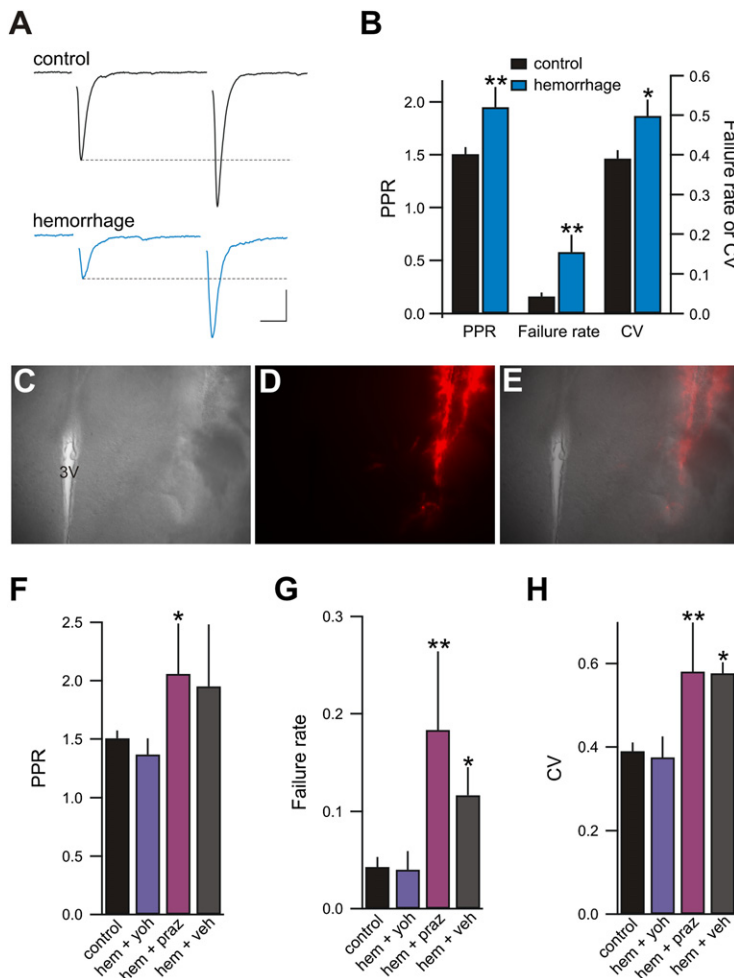 A
control
hemorrhage
B
control
hemorrhage
PPR
2.0
1.5
1.0
0.5
0.0
** ** *
0.6
0.5
0.4
0.3
0.2
0.1
0.0
Failure rate or CV
PPR Failure rate CV
C
3V
D
E
F
PPR
2.5
2.0
1.5
1.0
0.5
0.0
*
control
hem + yoh
hem + praz
hem + veh
G
Failure rate
0.3
0.2
0.1
0.0
**
*
control
hem + yoh
hem + praz
hem + veh
H
CV
0.6
0.4
0.2
0.0
**
*
control
hem + yoh
hem + praz
hem + veh